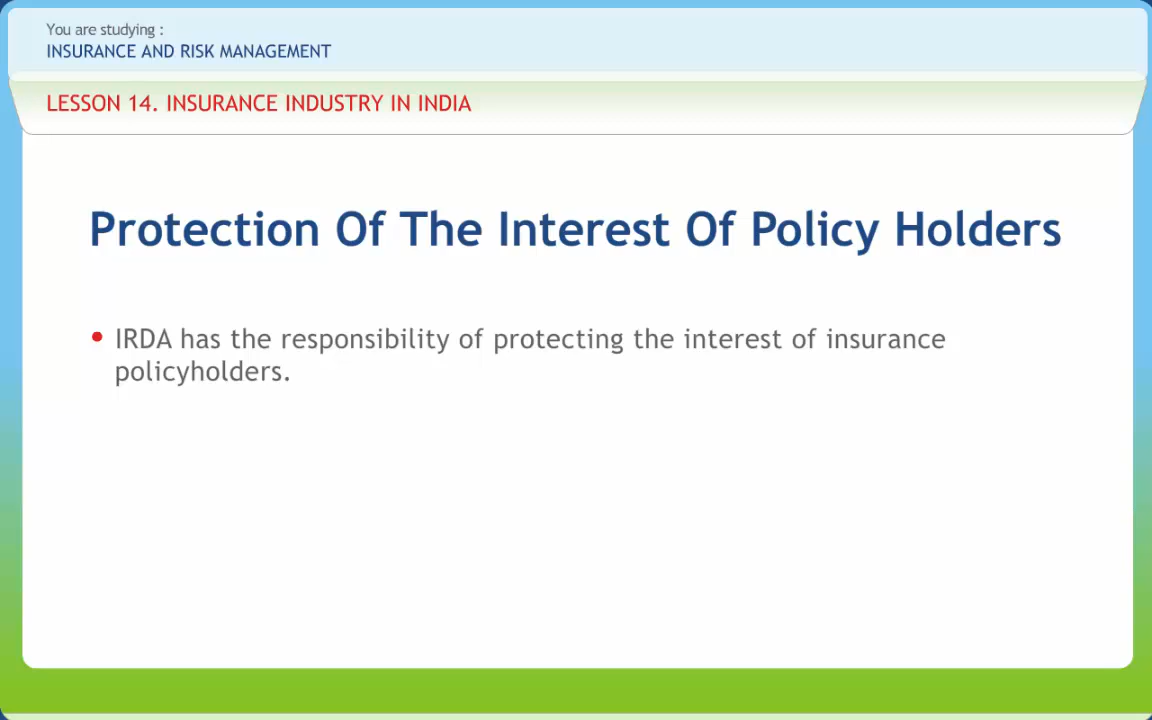 You are studying :
INSURANCE AND RISK MANAGEMENT
LESSON 14. INSURANCE INDUSTRY IN INDIA
Protection Of The Interest Of Policy Holders
• IRDA has the responsibility of protecting the interest of insurance
policyholders.